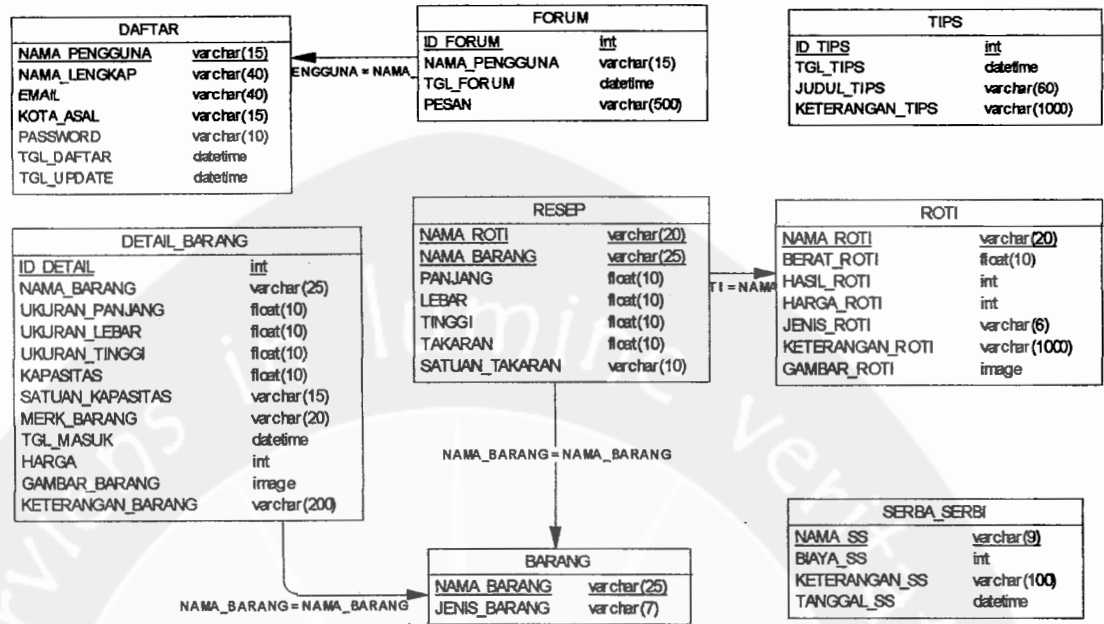 DAFTAR
NAMA_PENGGUNA varchar(15)
NAMA_LENGKAP varchar(40)
EMAIL varchar(40)
KOTA_ASAL varchar(15)
PASSWORD varchar(10)
TGL_DAFTAR datetime
TGL_UPDATE datetime
ENGGUNA = NAMA_
FORUM
ID_FORUM int
NAMA_PENGGUNA varchar(15)
TGL_FORUM datetime
PESAN varchar(500)
TIPS
ID_TIPS int
TGL_TIPS datetime
JUDUL_TIPS varchar(60)
KETERANGAN_TIPS varchar(1000)
DETAIL_BARANG
ID_DETAIL int
NAMA_BARANG varchar(25)
UKURAN_PANJANG float(10)
UKURAN_LEBAR float(10)
UKURAN_TINGGI float(10)
KAPASITAS float(10)
SATUAN_KAPASITAS varchar(15)
MERK_BARANG varchar(20)
TGL_MASUK datetime
HARGA int
GAMBAR_BARANG image
KETERANGAN_BARANG varchar(200)
RESEP
NAMA_ROTI varchar(20)
NAMA_BARANG varchar(25)
PANJANG float(10)
LEBAR float(10)
TINGGI float(10)
TAKARAN float(10)
SATUAN_TAKARAN varchar(10)
TI = NAMA
ROTI
NAMA_ROTI varchar(20)
BERAT_ROTI float(10)
HASIL_ROTI int
HARGA_ROTI int
JENIS_ROTI varchar(6)
KETERANGAN_ROTI varchar(1000)
GAMBAR_ROTI image
NAMA_BARANG = NAMA_BARANG
NAMA_BARANG = NAMA_BARANG
BARANG
NAMA_BARANG varchar(25)
JENIS_BARANG varchar(7)
SERBA_SERBI
NAMA_SS varchar(9)
BIAYA_SS int
KETERANGAN_SS varchar(100)
TANGGAL_SS datetime
in lumine verita